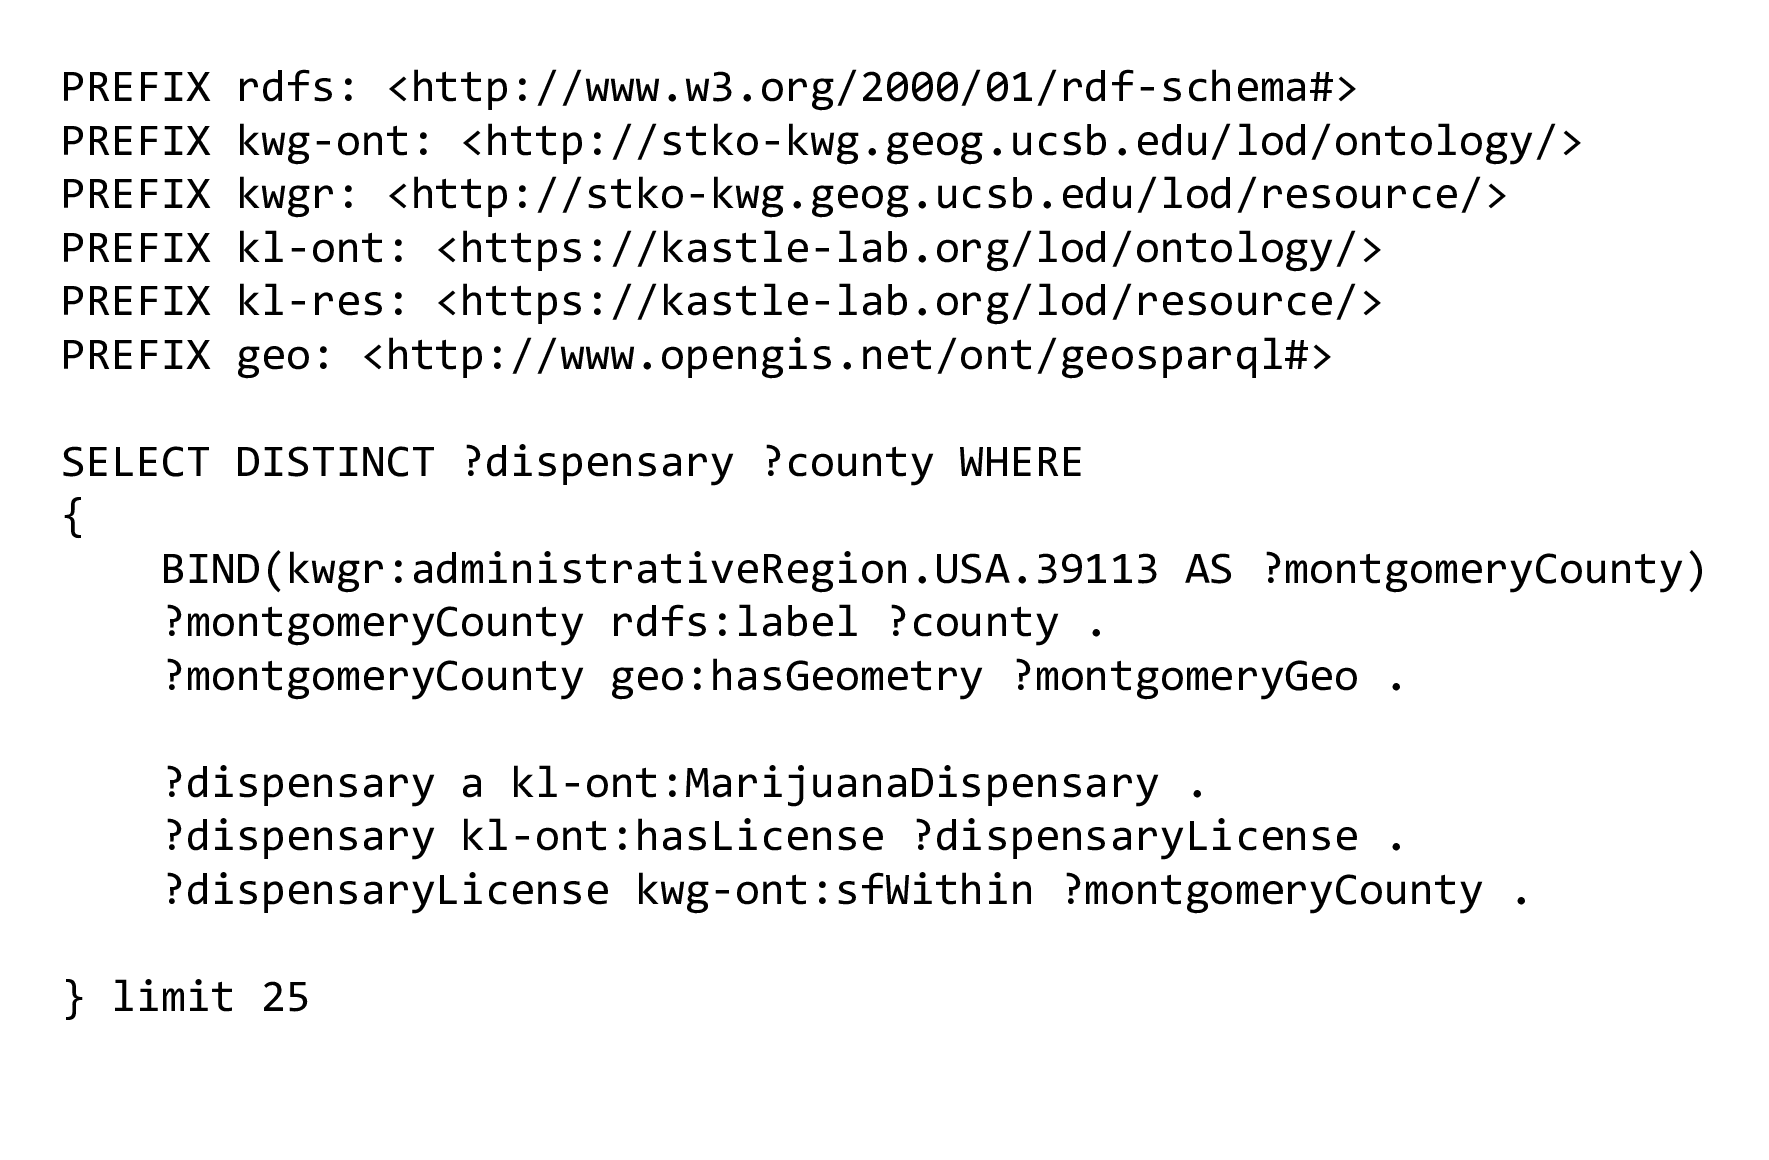 PREFIX rdfs: <http://www.w3.org/2000/01/rdf-schema#>
PREFIX kwg-ont: <http://stko-kwg.geog.ucsb.edu/lod/ontology/>
PREFIX kwgr: <http://stko-kwg.geog.ucsb.edu/lod/resource/>
PREFIX kl-ont: <https://kastle-lab.org/lod/ontology/>
PREFIX kl-res: <https://kastle-lab.org/lod/resource/>
PREFIX geo: <http://www.opengis.net/ont/geosparql#>

SELECT DISTINCT ?dispensary ?county WHERE
{
    BIND(kwgr:administrativeRegion.USA.39113 AS ?montgomeryCounty)
    ?montgomeryCounty rdfs:label ?county .
    ?montgomeryCounty geo:hasGeometry ?montgomeryGeo .

    ?dispensary a kl-ont:MarijuanaDispensary .
    ?dispensary kl-ont:hasLicense ?dispensaryLicense .
    ?dispensaryLicense kwg-ont:sfWithin ?montgomeryCounty .

} limit 25